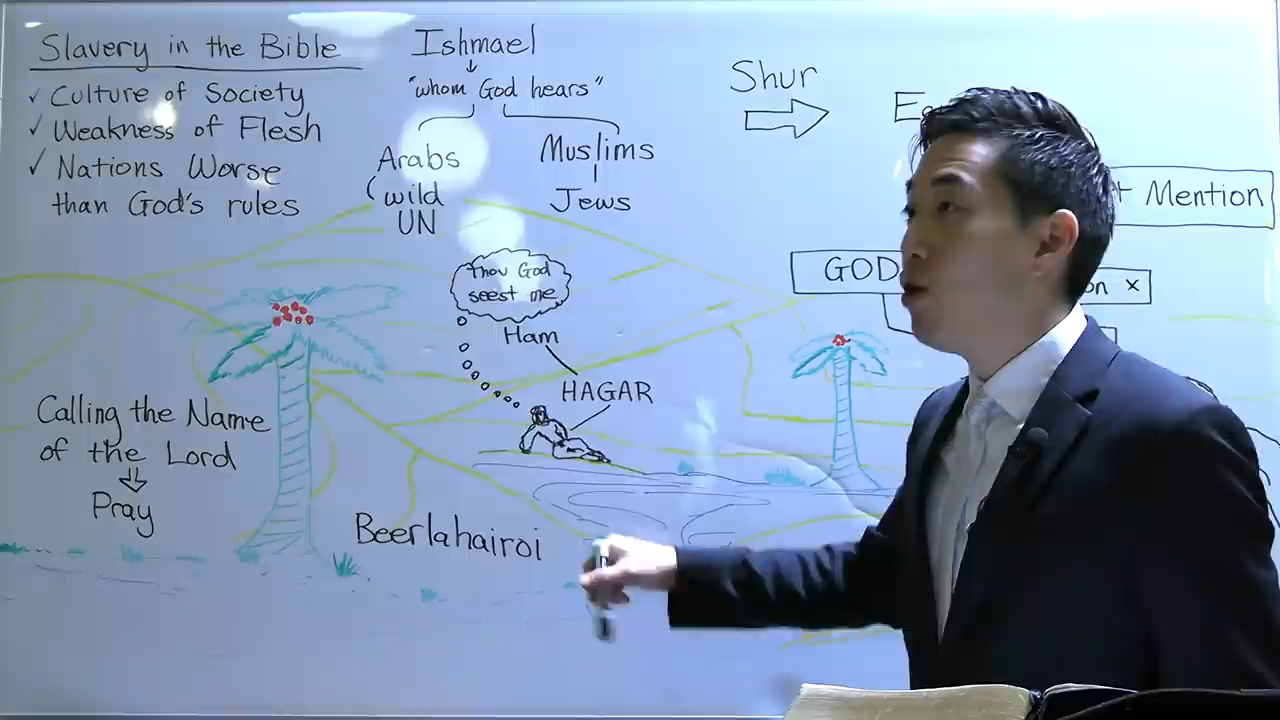 Slavery in the Bible
✓ Culture of Society
✓ Weakness of Flesh
✓ Nations Worse
than God's rules
Ishmael
"whom God hears"
Arabs
(wild
UN
Muslims
Jews
Shur
Mention
GOD
Thou God
seest me
Ham
HAGAR
Calling the Name
of the Lord
Pray
Beerlahairoi